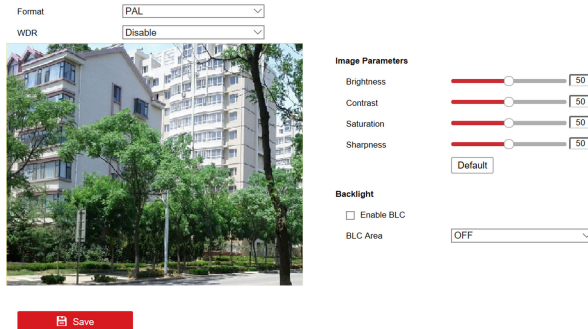 Format PAL
WDR Disable
Image Parameters
Brightness 50
Contrast 50
Saturation 50
Sharpness 50
Default
Backlight
Enable BLC
BLC Area OFF
Save